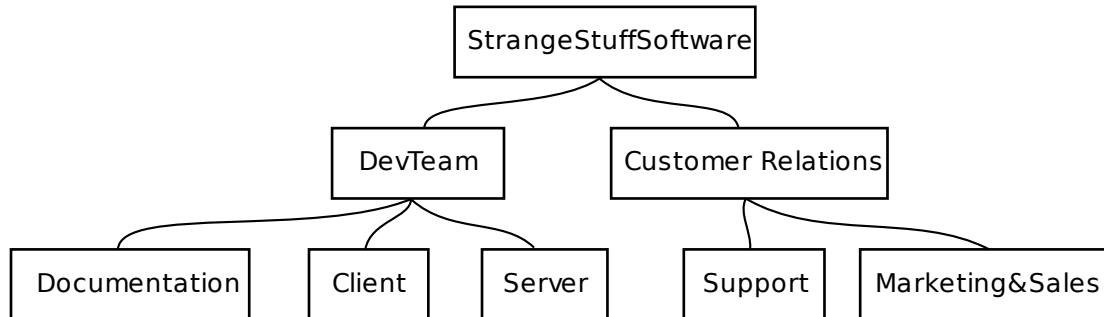 StrangeStuffSoftware
DevTeam
Customer Relations
Documentation
Client
Server
Support
Marketing&Sales